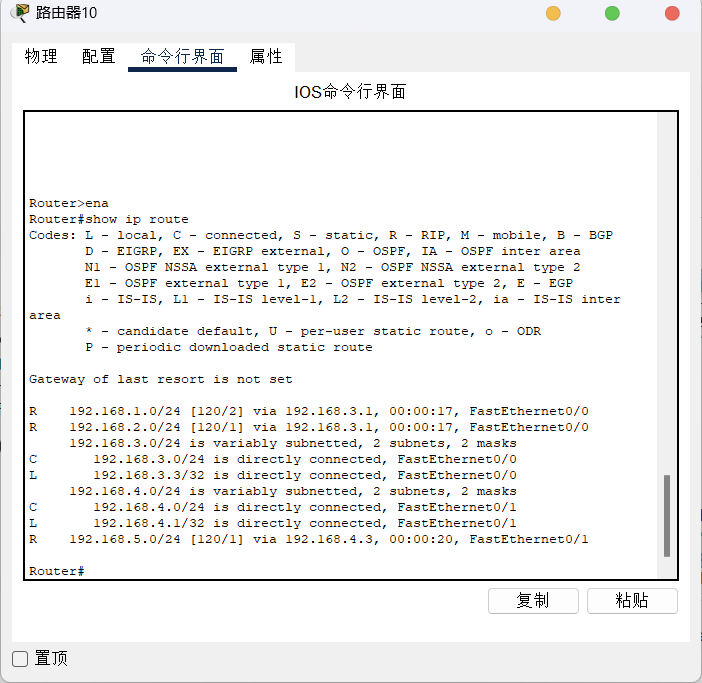 路由器10
物理 配置 命令行界面 属性
IOS命令行界面
Router>ena
Router#show ip route
Codes: L - local, C - connected, S - static, R - RIP, M - mobile, B - BGP
D - EIGRP, EX - EIGRP external, O - OSPF, IA - OSPF inter area
N1 - OSPF NSSA external type 1, N2 - OSPF NSSA external type 2
E1 - OSPF external type 1, E2 - OSPF external type 2, E - EGP
i - IS-IS, L1 - IS-IS level-1, L2 - IS-IS level-2, ia - IS-IS inter
area
* - candidate default, U - per-user static route, o - ODR
P - periodic downloaded static route
Gateway of last resort is not set
R 192.168.1.0/24 [120/2] via 192.168.3.1, 00:00:17, FastEthernet0/0
R 192.168.2.0/24 [120/1] via 192.168.3.1, 00:00:17, FastEthernet0/0
192.168.3.0/24 is variably subnetted, 2 subnets, 2 masks
C 192.168.3.0/24 is directly connected, FastEthernet0/0
L 192.168.3.3/32 is directly connected, FastEthernet0/0
192.168.4.0/24 is variably subnetted, 2 subnets, 2 masks
C 192.168.4.0/24 is directly connected, FastEthernet0/1
L 192.168.4.1/32 is directly connected, FastEthernet0/1
R 192.168.5.0/24 [120/1] via 192.168.4.3, 00:00:20, FastEthernet0/1
Router#
复制 粘贴
置顶